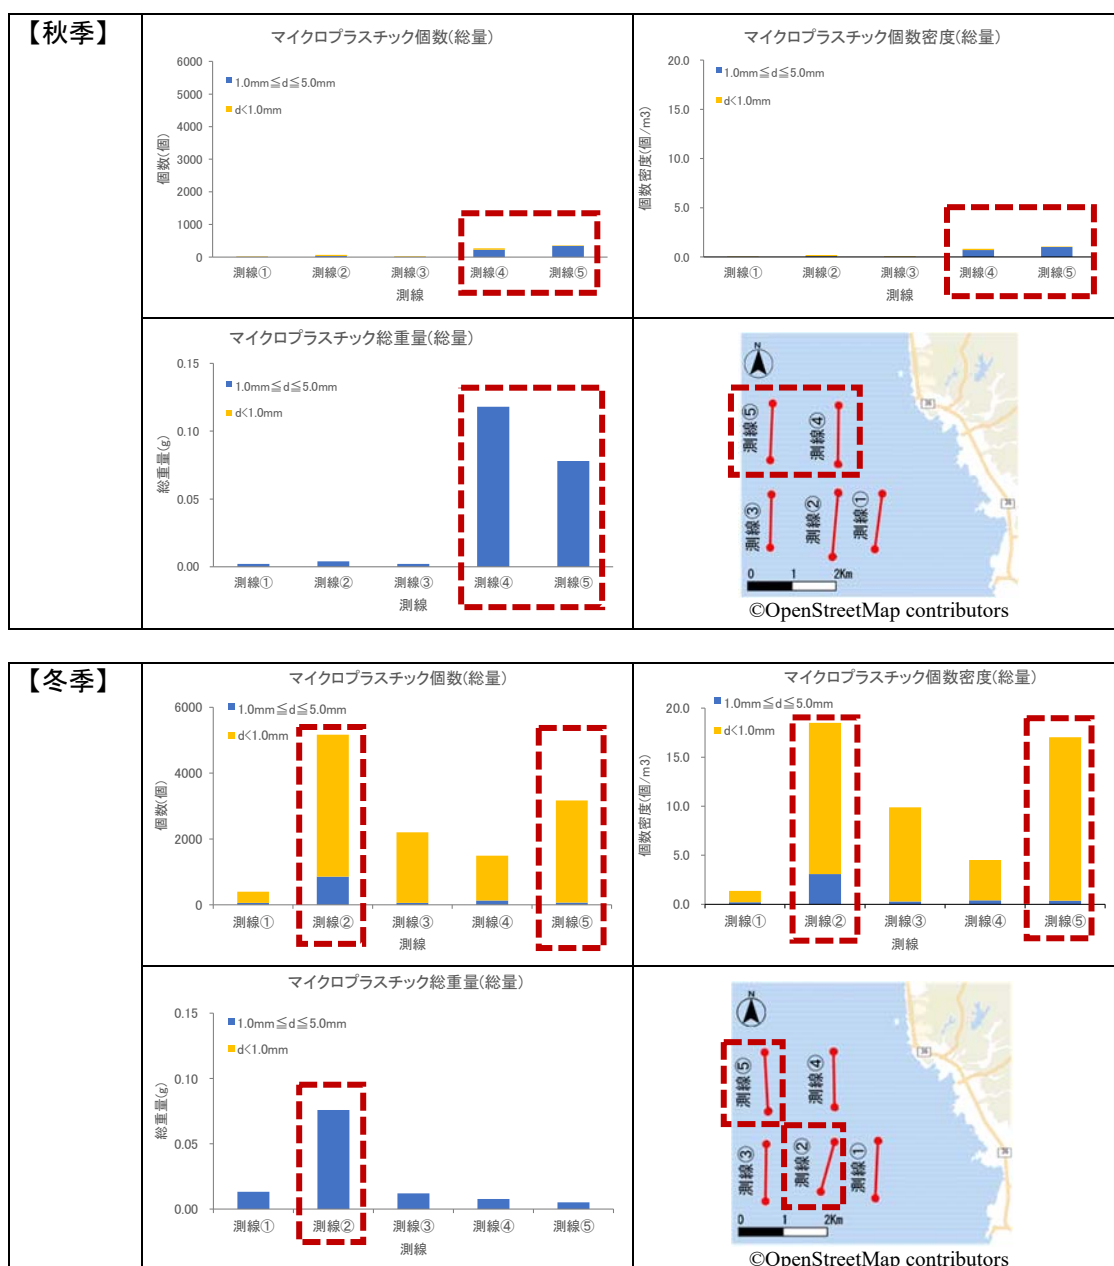 【秋季】
マイクロプラスチック個数(総量)
6000
5000
4000
3000
2000
1000
0
個数(個)
1.0mm≦d≦5.0mm
d<1.0mm
測線① 測線② 測線③ 測線④ 測線⑤
測線
マイクロプラスチック個数密度(総量)
20.0
15.0
10.0
5.0
0.0
個数密度(個/m3)
1.0mm≦d≦5.0mm
d<1.0mm
測線① 測線② 測線③ 測線④ 測線⑤
測線
マイクロプラスチック総重量(総量)
0.15
0.10
0.05
0.00
総重量(g)
1.0mm≦d≦5.0mm
d<1.0mm
測線① 測線② 測線③ 測線④ 測線⑤
測線
N
測線⑤
測線④
測線③
測線②
測線①
0 1 2Km
©OpenStreetMap contributors
【冬季】
マイクロプラスチック個数(総量)
6000
4000
2000
0
個数(個)
1.0mm≦d≦5.0mm
d<1.0mm
測線① 測線② 測線③ 測線④ 測線⑤
測線
マイクロプラスチック個数密度(総量)
20.0
15.0
10.0
5.0
0.0
個数密度(個/m3)
1.0mm≦d≦5.0mm
d<1.0mm
測線① 測線② 測線③ 測線④ 測線⑤
測線
マイクロプラスチック総重量(総量)
0.15
0.10
0.05
0.00
総重量(g)
1.0mm≦d≦5.0mm
d<1.0mm
測線① 測線② 測線③ 測線④ 測線⑤
測線
N
測線⑤
測線④
測線③
測線②
測線①
0 1 2Km
©OpenStreetMap contributors